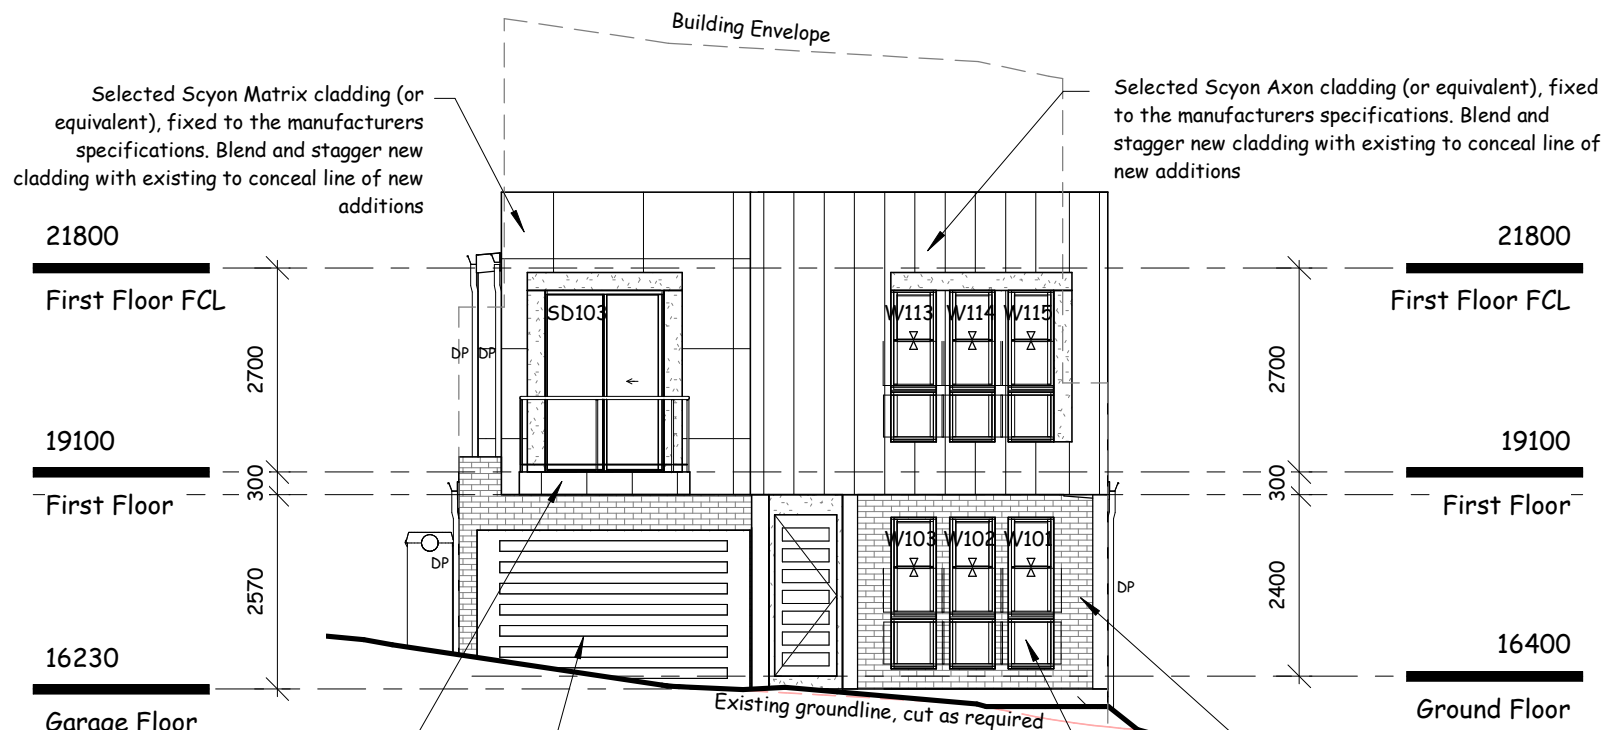 Building Envelope
Selected Scyon Matrix cladding (or
equivalent), fixed to the manufacturers
specifications. Blend and stagger new
cladding with existing to conceal line of new
additions
Selected Scyon Axon cladding (or equivalent), fixed
to the manufacturers specifications. Blend and
stagger new cladding with existing to conceal line of
new additions
21800
First Floor FCL
21800
First Floor FCL
SD103
W113
W114
W115
DP
DP
2700
2700
19100
First Floor
300
19100
First Floor
300
W103
W102
W101
DP
DP
2570
2400
16230
Garage Floor
16400
Ground Floor
Existing groundline, cut as required